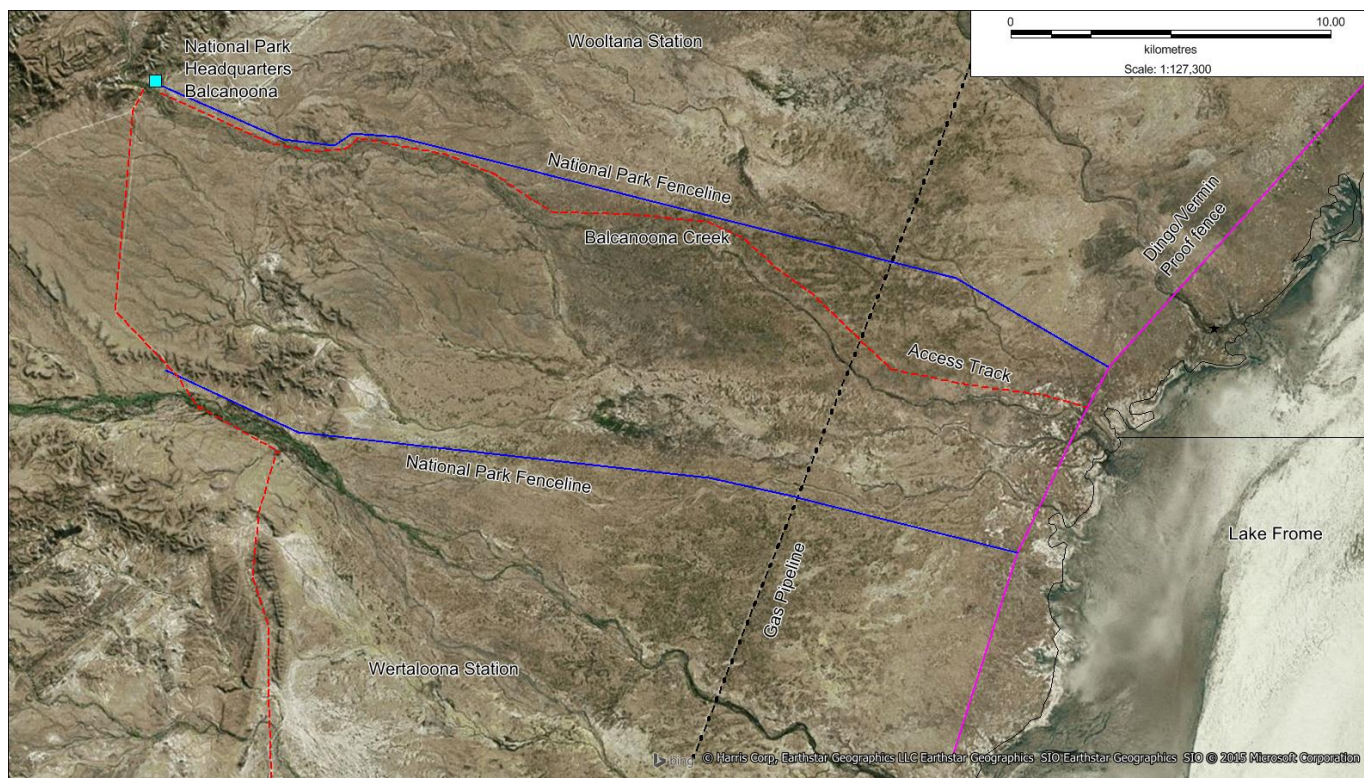 0
10.00
kilometres
Scale: 1:127,300
National Park
Headquarters
Balcanoona
Wooltana Station
National Park Fenceline
Balcanoona Creek
Dingo/Vermin
Proof fence
Access Track
National Park Fenceline
Gas Pipeline
Lake Frome
Wertaloona Station
bing
© Harris Corp, Earthstar Geographics LLC Earthstar Geographics SIO Earthstar Geographics SIO @ 2015 Microsoft Corporation